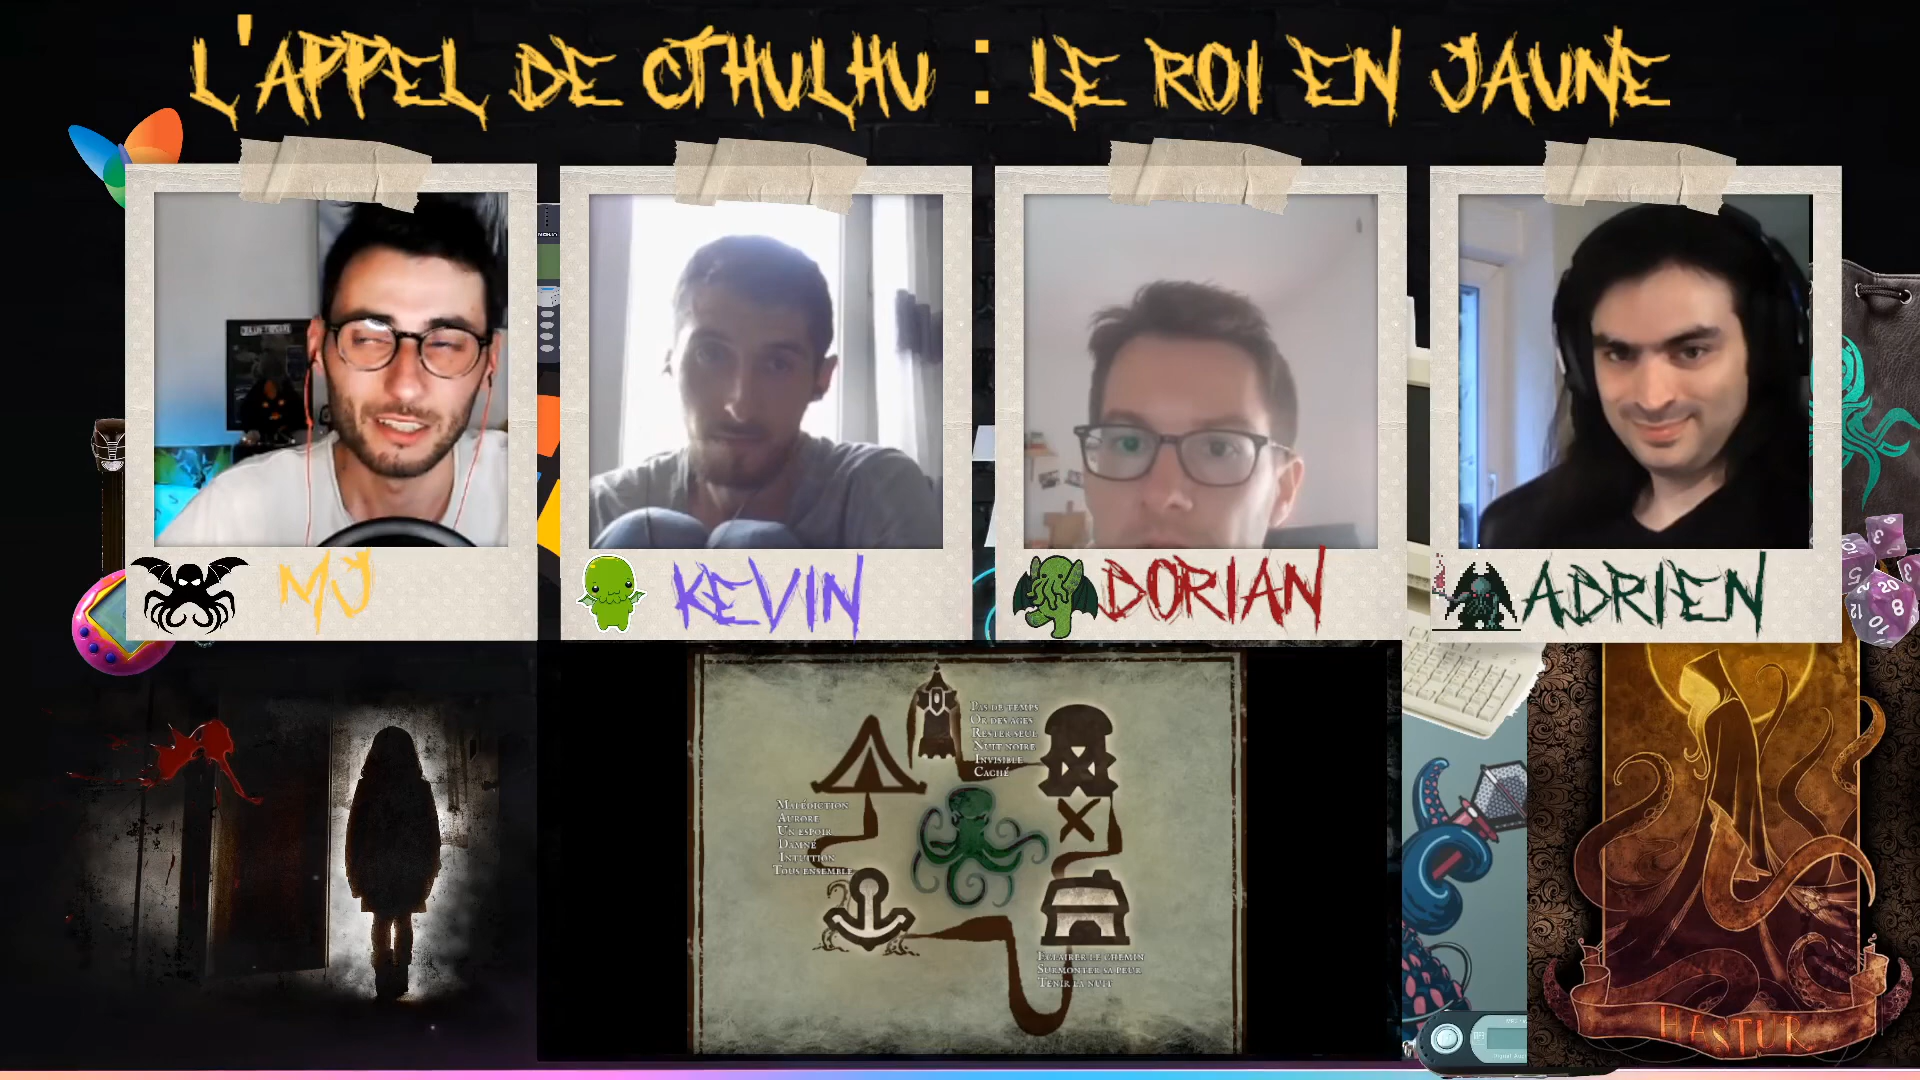 L'APPEL DE CTHULHU : LE ROI EN JAUNE
MJ
KEVIN
DORIAN
ADRIEN
Pas de temps
Or des ages
Rester seul
Nuit noire
Invisible
Caché
Malédiction
Aurore
Un espoir
Damné
Intuition
Tous ensemble
Eclairer le chemin
Surmonter sa peur
Tenir la nuit
HASTUR